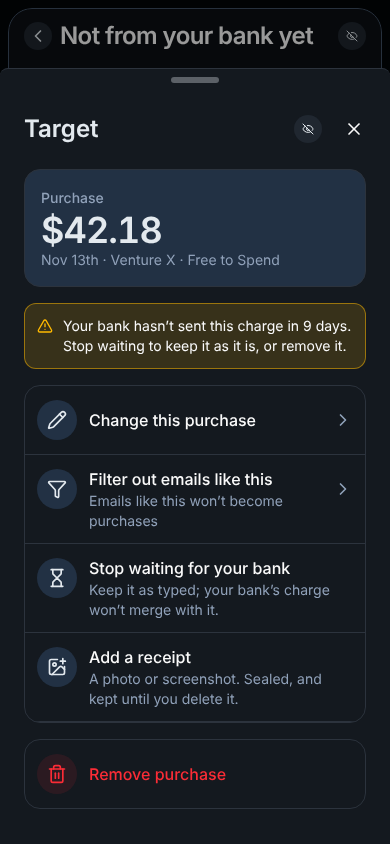 Not from your bank yet
Target
Purchase
$42.18
Nov 13th · Venture X · Free to Spend
Your bank hasn’t sent this charge in 9 days.
Stop waiting to keep it as it is, or remove it.
Change this purchase
Filter out emails like this
Emails like this won’t become
purchases
Stop waiting for your bank
Keep it as typed; your bank’s charge
won’t merge with it.
Add a receipt
A photo or screenshot. Sealed, and
kept until you delete it.
Remove purchase